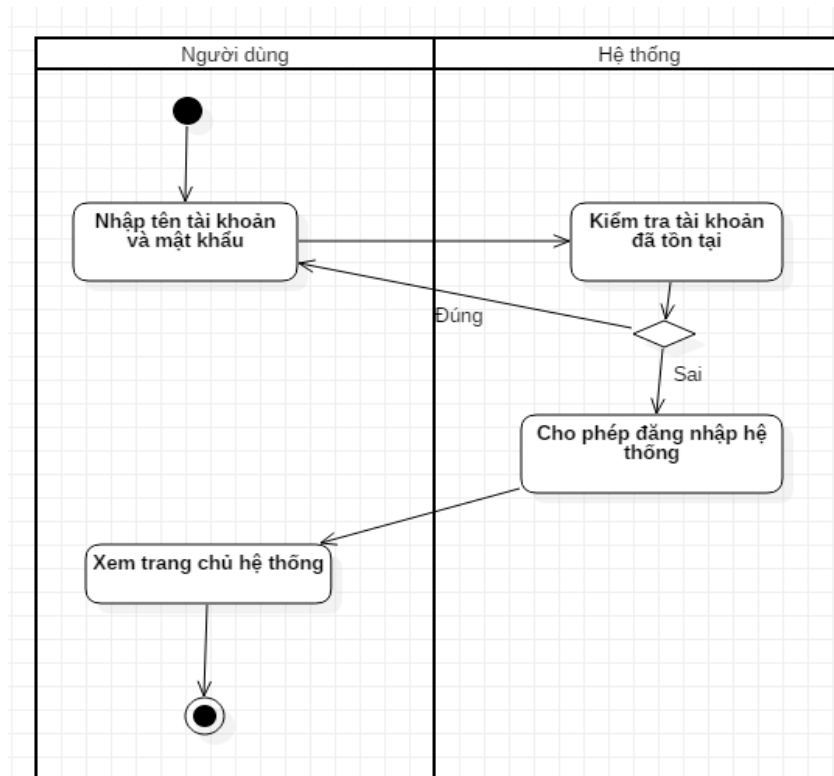 Người dùng
Hệ thống
Nhập tên tài khoản
và mật khẩu
Kiểm tra tài khoản
đã tồn tại
Đúng
Sai
Cho phép đăng nhập hệ
thống
Xem trang chủ hệ thống